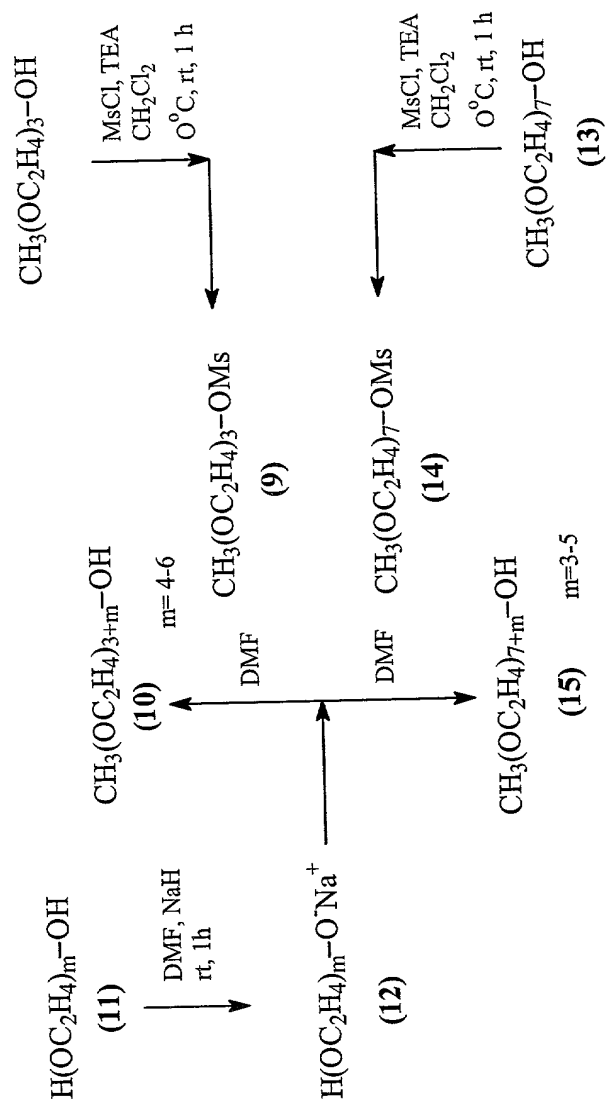 H(OC₂H₄)ₘ–OH
(11)
DMF, NaH
rt, 1h
H(OC₂H₄)ₘ–O⁻Na⁺
(12)
CH₃(OC₂H₄)₃₊ₘ–OH
(10)
m= 4-6
DMF
DMF
CH₃(OC₂H₄)₇₊ₘ–OH
(15)
m=3-5
CH₃(OC₂H₄)₃–OMs
(9)
CH₃(OC₂H₄)₇–OMs
(14)
CH₃(OC₂H₄)₃–OH
MsCl, TEA
CH₂Cl₂
O°C, rt, 1 h
MsCl, TEA
CH₂Cl₂
O°C, rt, 1 h
CH₃(OC₂H₄)₇–OH
(13)